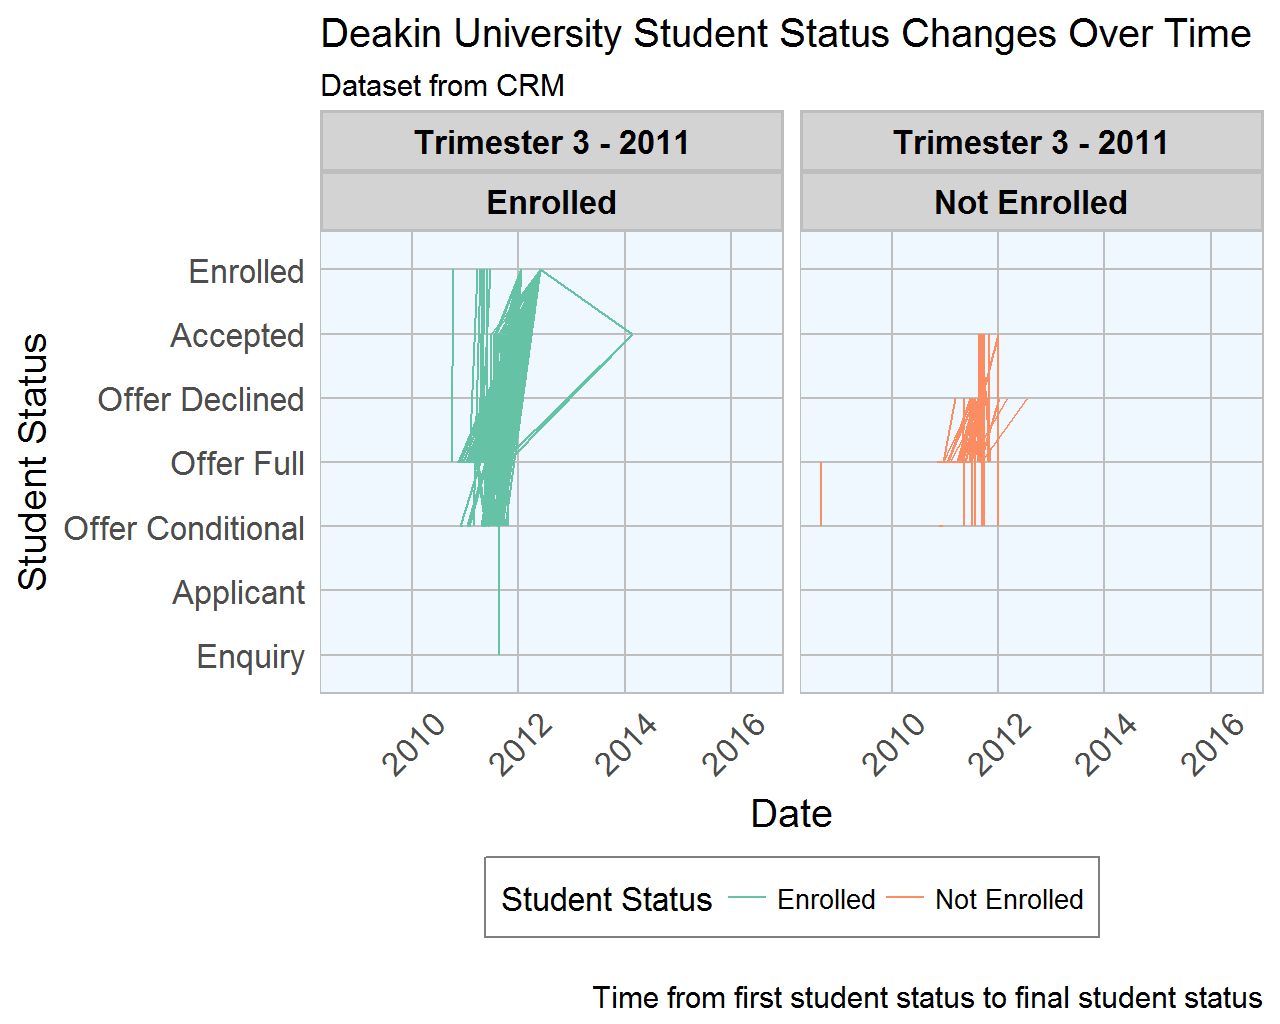 Deakin University Student Status Changes Over Time
Dataset from CRM
Trimester 3 - 2011
Trimester 3 - 2011
Enrolled
Not Enrolled
Student Status
Enrolled
Accepted
Offer Declined
Offer Full
Offer Conditional
Applicant
Enquiry
2010 2012 2014 2016
2010 2012 2014 2016
Date
Student Status Enrolled Not Enrolled
Time from first student status to final student status